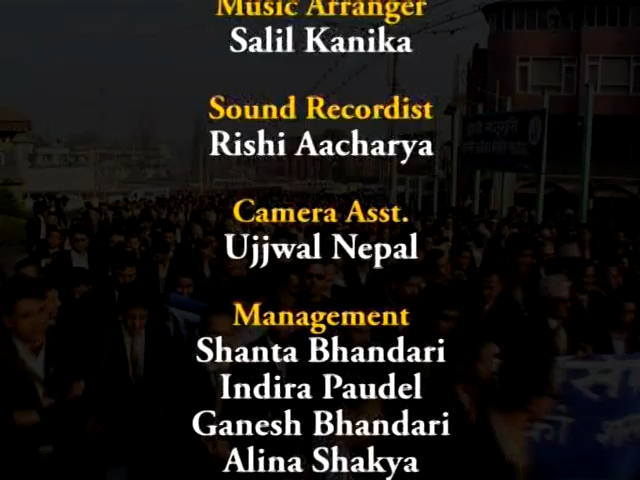 Music Arranger
Salil Kanika
Sound Recordist
Rishi Aacharya
Camera Asst.
Ujjwal Nepal
Management
Shanta Bhandari
Indira Paudel
Ganesh Bhandari
Alina Shakya